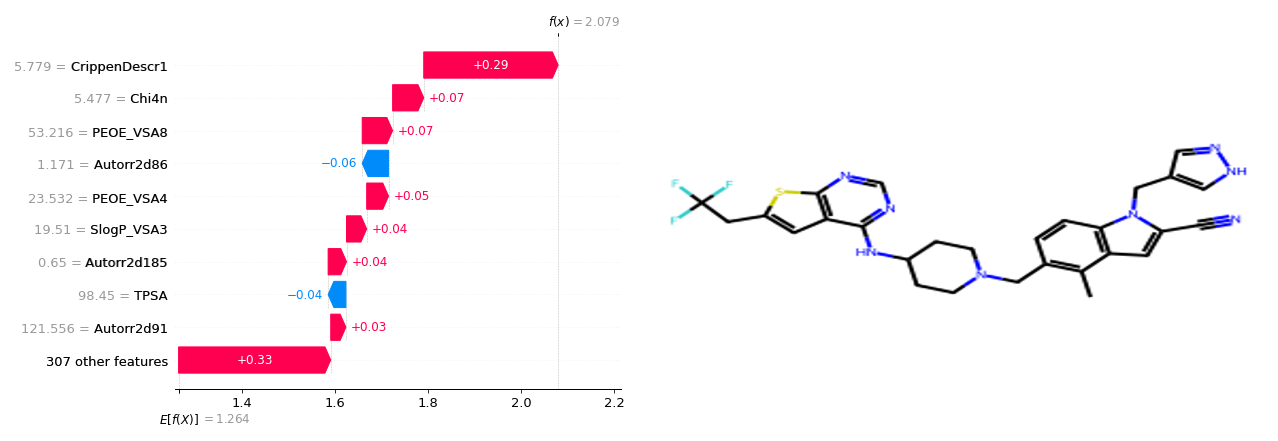 f(x) = 2.079
5.779 = CrippenDescr1
+0.29
5.477 = Chi4n
+0.07
53.216 = PEOE_VSA8
+0.07
1.171 = Autorr2d86
−0.06
23.532 = PEOE_VSA4
+0.05
19.51 = SlogP_VSA3
+0.04
0.65 = Autorr2d185
+0.04
98.45 = TPSA
−0.04
121.556 = Autorr2d91
+0.03
307 other features
+0.33
1.4 1.6 1.8 2.0 2.2
E[f(X)] = 1.264
F F F
S
N
N
HN
N
N
N
NH
N